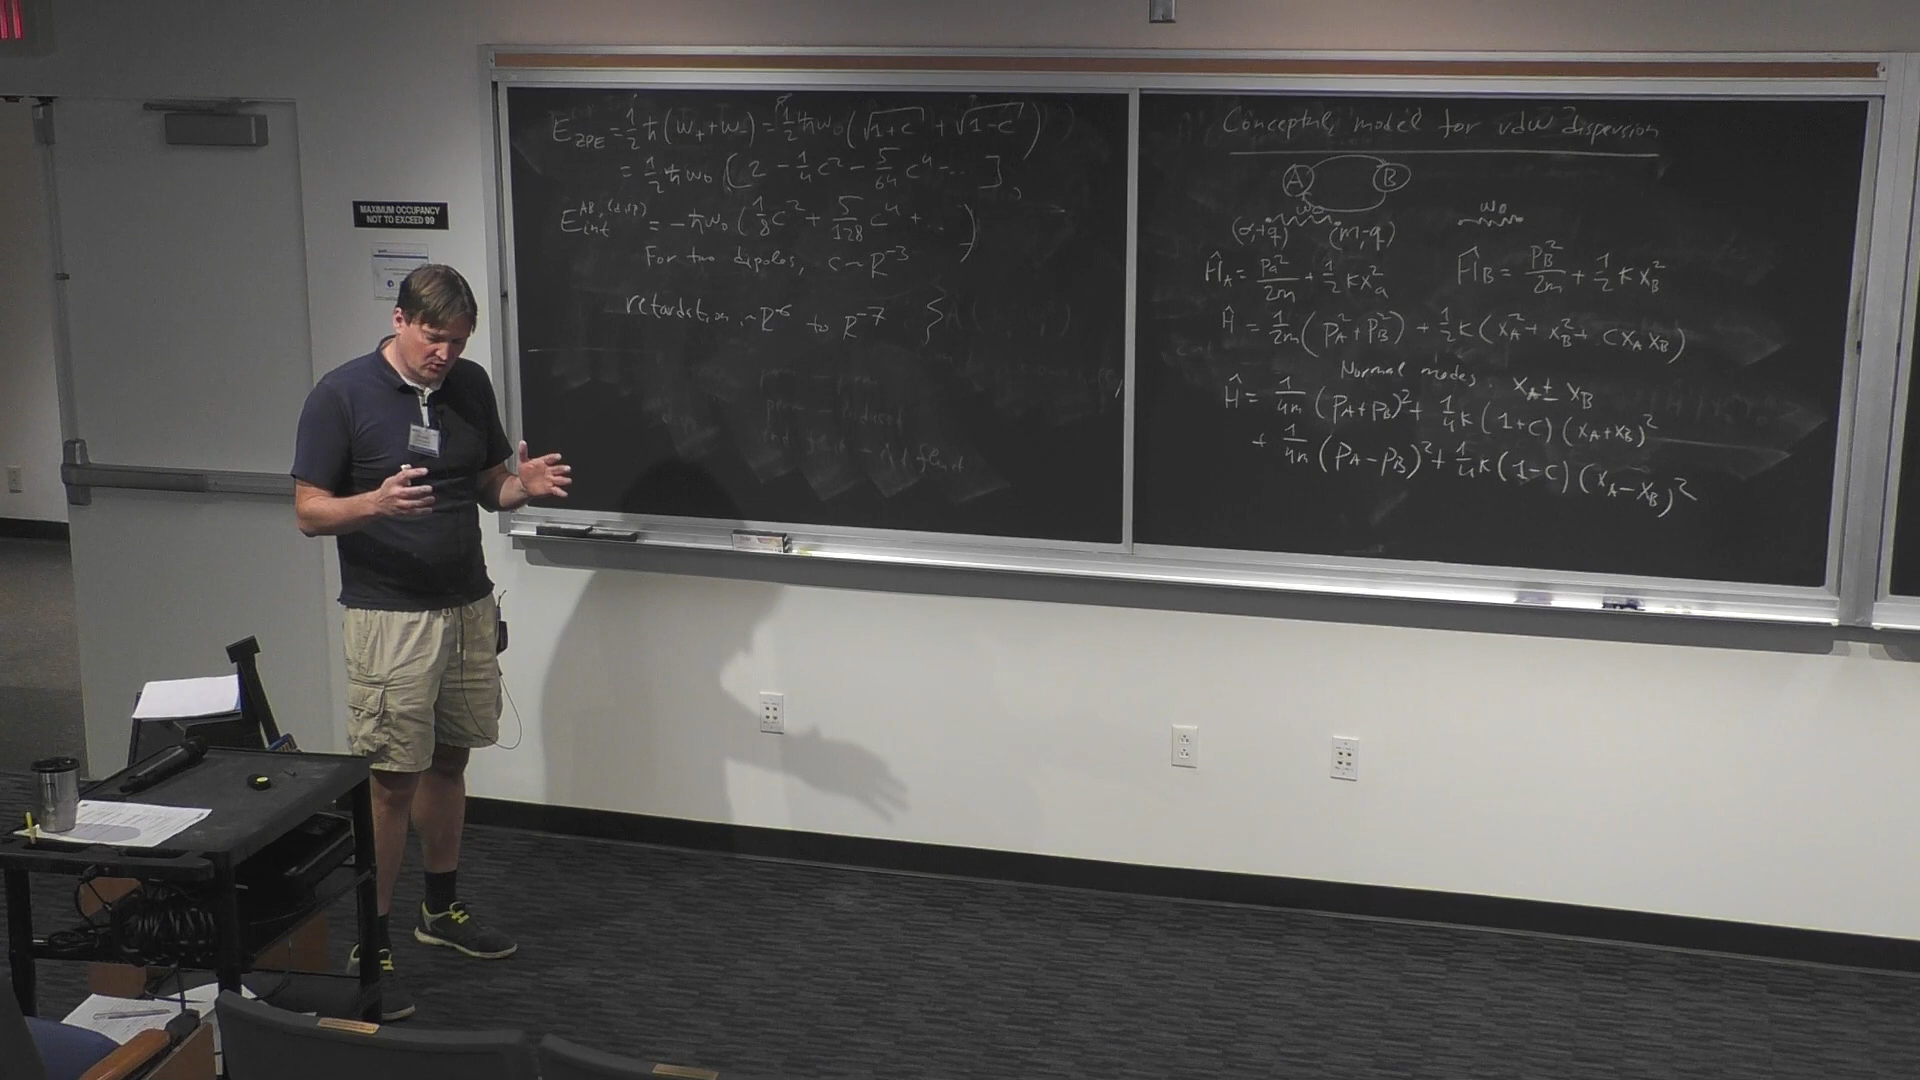 E_ZPE = 1/2 ħ (ω₊ + ω₋) = 1/2 ħω₀ (√(1+c) + √(1-c))
= 1/2 ħω₀ [2 - 1/4 c² - 5/64 c⁴ - ...]
E_int^AB,(disp) = -ħω₀ (1/8 c² + 5/128 c⁴ + ...)
For two dipoles, c ~ R⁻³
retardation, ~ R⁻⁶ to R⁻⁷
MAXIMUM OCCUPANCY
NOT TO EXCEED 99
model for vdW dispersion
A B
ω₀ ω₀
(m,-q)
Ĥ_A = p_a²/2m + 1/2 K x_a² Ĥ_B = p_B²/2m + 1/2 K x_B²
Ĥ = 1/2m (p_A² + p_B²) + 1/2 K (x_A² + x_B² + C x_A x_B)
Normal modes. x_A ± x_B
Ĥ = 1/4m (p_A + p_B)² + 1/4 K (1+C) (x_A + x_B)²
+ 1/4m (p_A - p_B)² + 1/4 K (1-C) (x_A - x_B)²